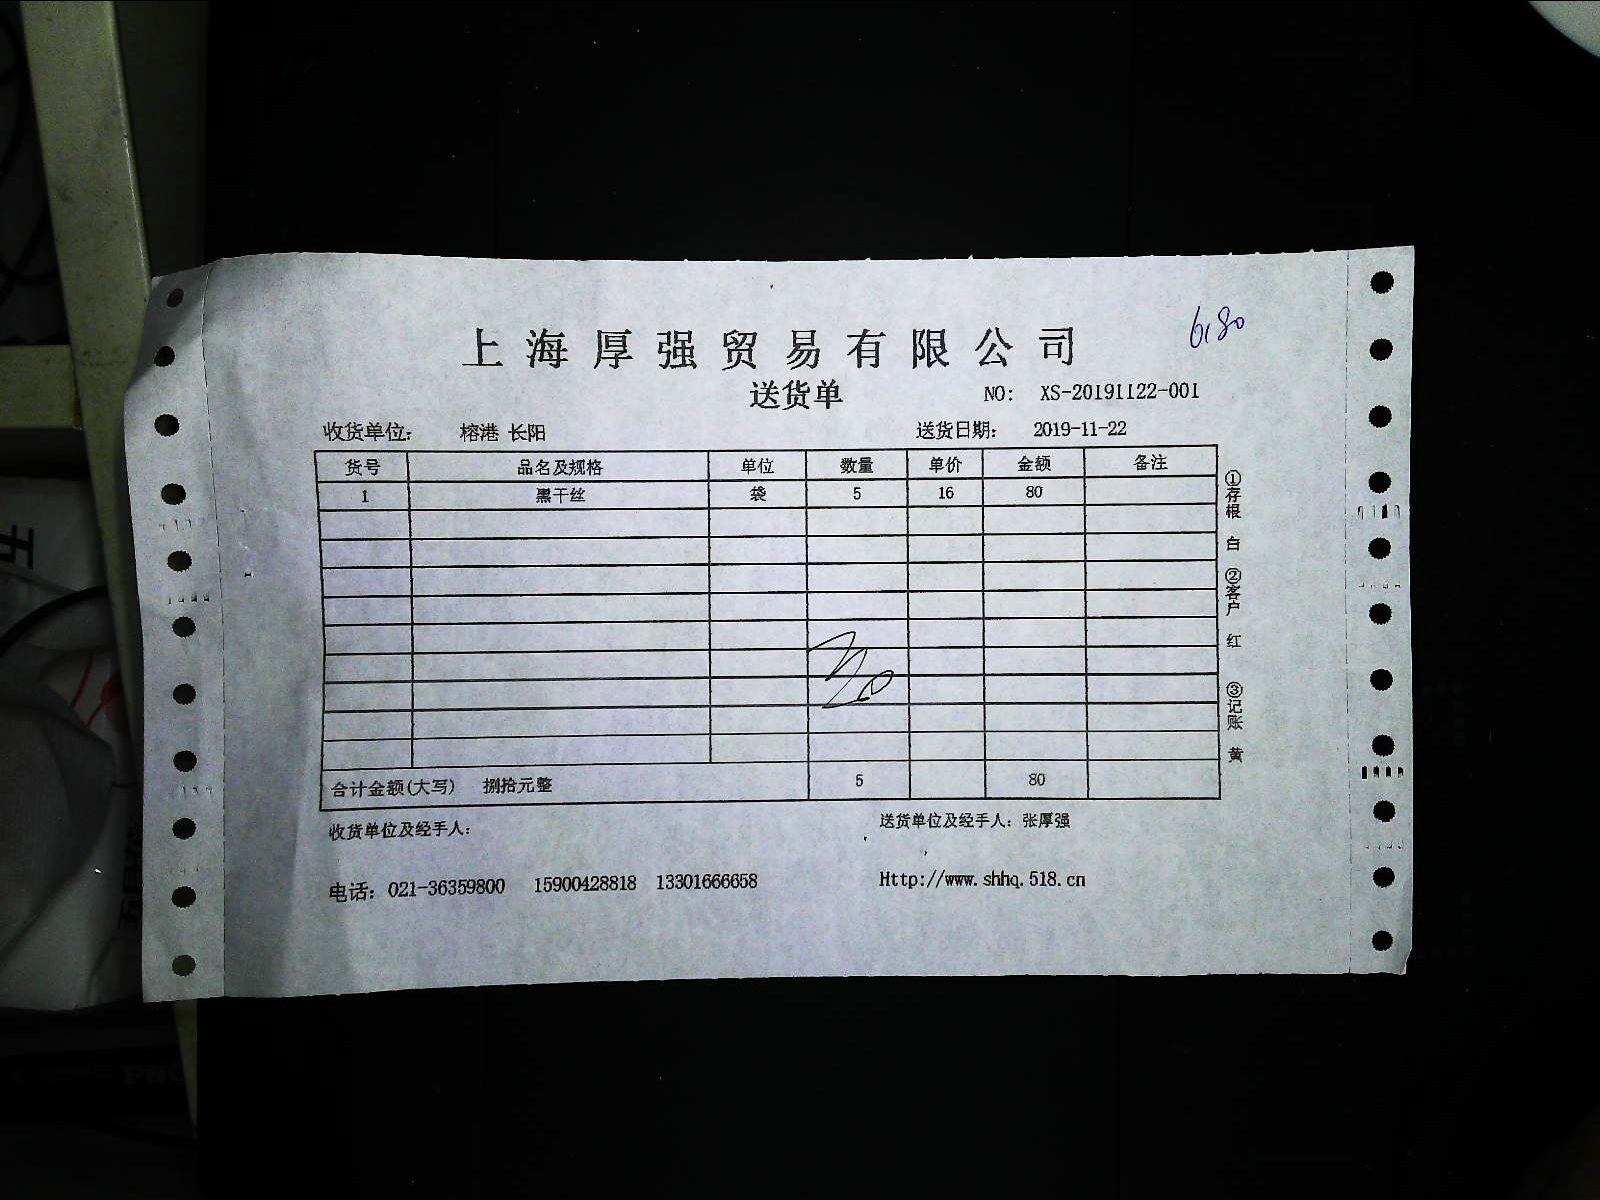 上海厚强贸易有限公司
6180
送货单 NO: XS-20191122-001
收货单位: 榕港 长阳 送货日期: 2019-11-22
货号 品名及规格 单位 数量 单价 金额 备注
1 黑干丝 袋 5 16 80
合计金额(大写) 捌拾元整 5 80
①存根 白 ②客户 红 ③记账 黄
收货单位及经手人: 送货单位及经手人: 张厚强
电话: 021-36359800 15900428818 13301666658 Http://www.shhq.518.cn